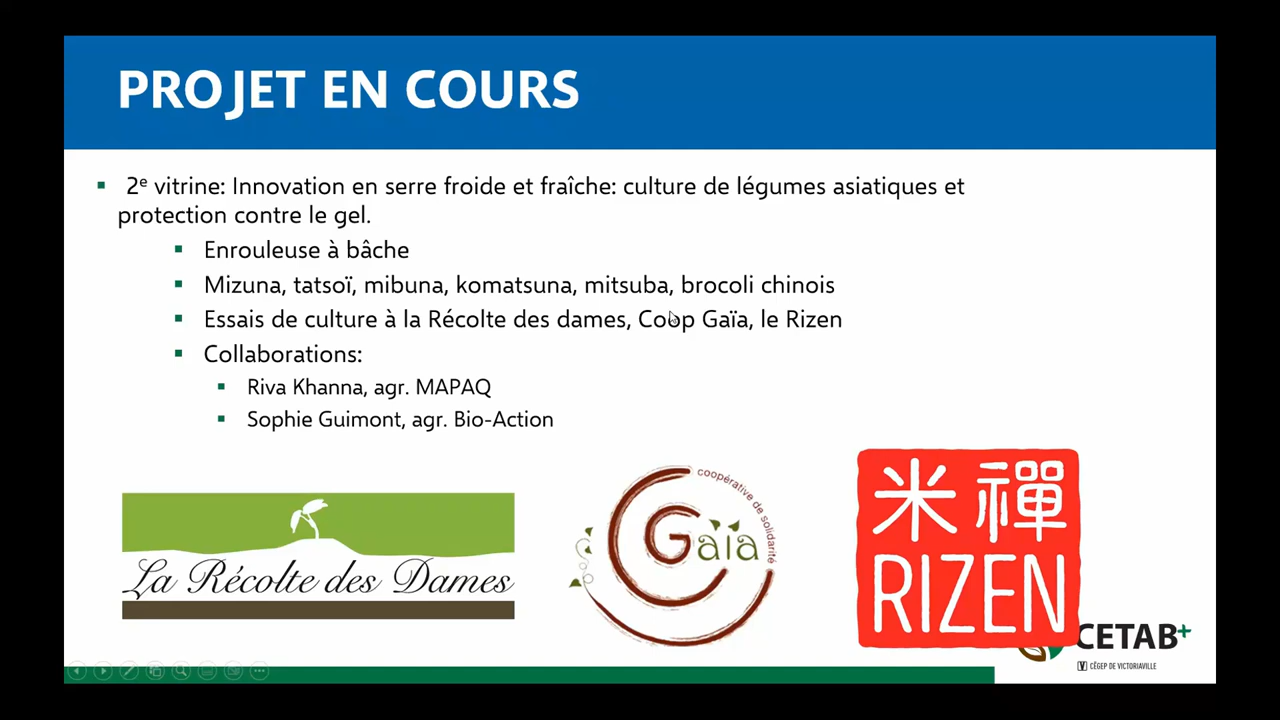 PROJET EN COURS
2e vitrine: Innovation en serre froide et fraîche: culture de légumes asiatiques et
protection contre le gel.
Enrouleuse à bâche
Mizuna, tatsoï, mibuna, komatsuna, mitsuba, brocoli chinois
Essais de culture à la Récolte des dames, Coop Gaïa, le Rizen
Collaborations:
Riva Khanna, agr. MAPAQ
Sophie Guimont, agr. Bio-Action
La Récolte des Dames
coopérative de solidarité
Gaïa
米禪
RIZEN
CETAB+
CÉGEP DE VICTORIAVILLE